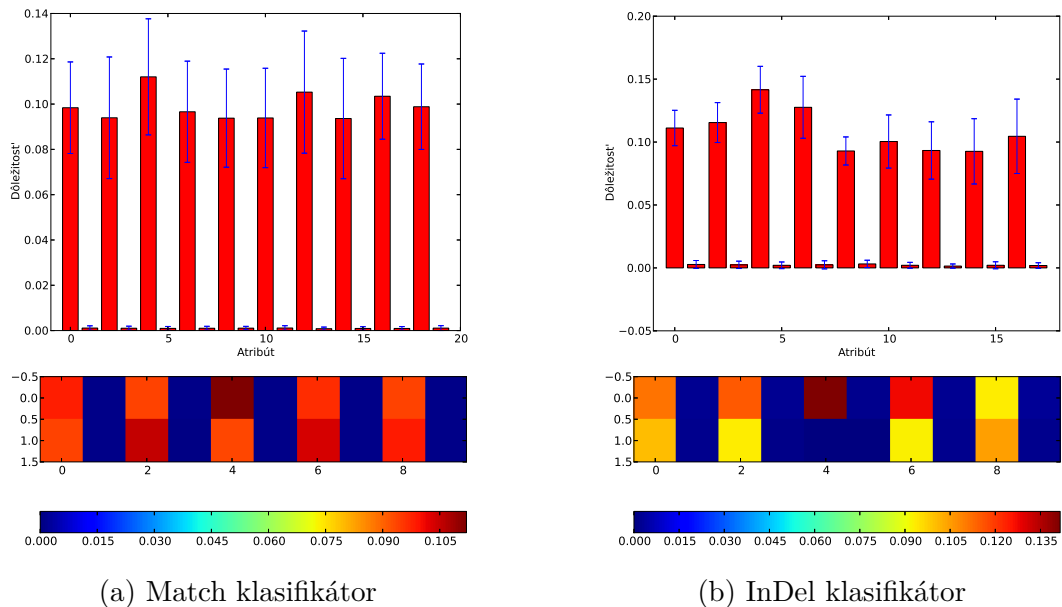 0.14
0.12
0.10
0.08
0.06
0.04
0.02
0.00
Dôležitosť
0 5 10 15 20
Atribút
−0.5
0.0
0.5
1.0
1.5
0 2 4 6 8
0.000 0.015 0.030 0.045 0.060 0.075 0.090 0.105
(a) Match klasifikátor
0.20
0.15
0.10
0.05
0.00
−0.05
Dôležitosť
0 5 10 15
Atribút
−0.5
0.0
0.5
1.0
1.5
0 2 4 6 8
0.000 0.015 0.030 0.045 0.060 0.075 0.090 0.105 0.120 0.135
(b) InDel klasifikátor